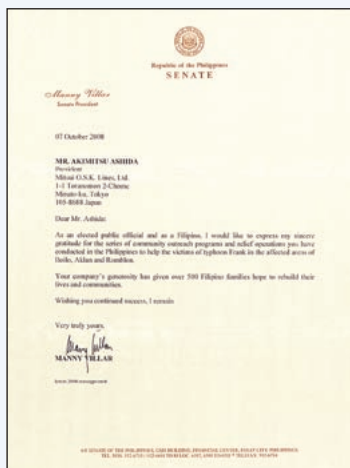 Republic of the Philippines
SENATE
Manny Villar
Senate President
07 October 2008
MR. AKIMITSU ASHIDA
President
Mitsui O.S.K. Lines, Ltd.
1-1 Toranomon 2-Chome
Minato-ku, Tokyo
105-8688 Japan
Dear Mr. Ashida:
As an elected public official and as a Filipino, I would like to express my sincere
gratitude for the series of community outreach programs and relief operations you have
conducted in the Philippines to help the victims of typhoon Frank in the affected areas of
Iloilo, Aklan and Romblon.
Your company's generosity has given over 500 Filipino families hope to rebuild their
lives and communities.
Wishing you continued success, I remain
Very truly yours,
MANNY VILLAR